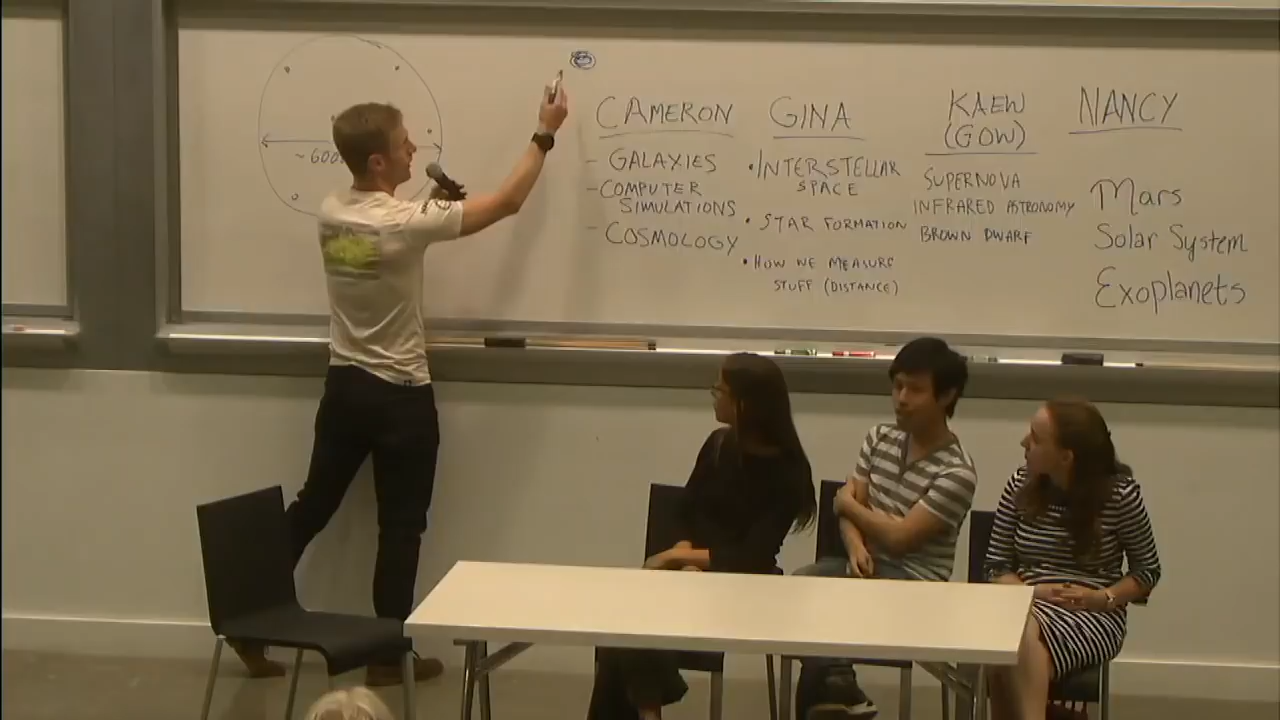 CAMERON
- GALAXIES
- COMPUTER
SIMULATIONS
- COSMOLOGY
GINA
• INTERSTELLAR
SPACE
• STAR FORMATION
• HOW WE MEASURE
STUFF (DISTANCE)
KAEW
(GOW)
SUPERNOVA
INFRARED ASTRONOMY
BROWN DWARF
NANCY
Mars
Solar System
Exoplanets